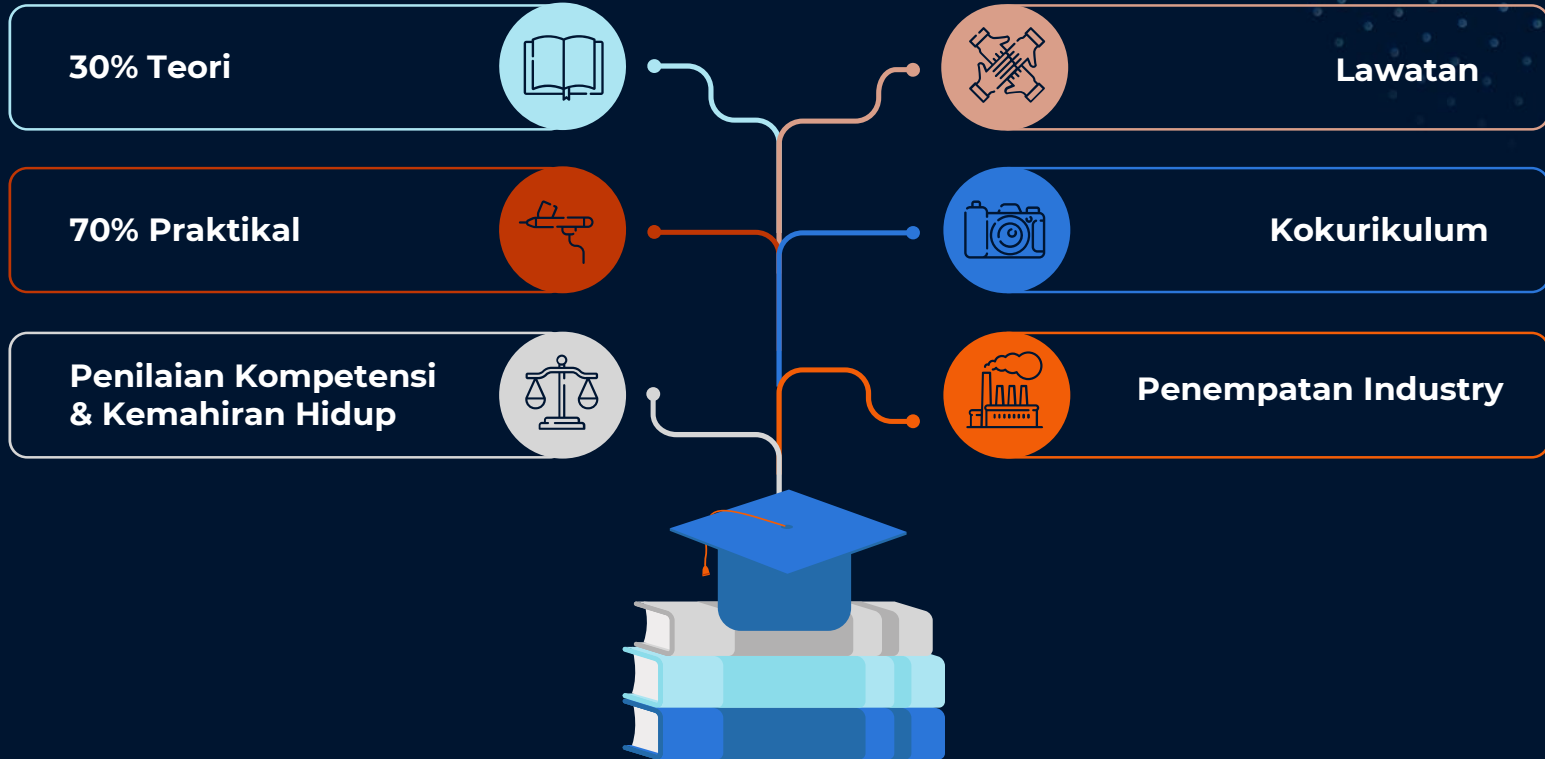 30% Teori
70% Praktikal
Penilaian Kompetensi
& Kemahiran Hidup
Lawatan
Kokurikulum
Penempatan Industry